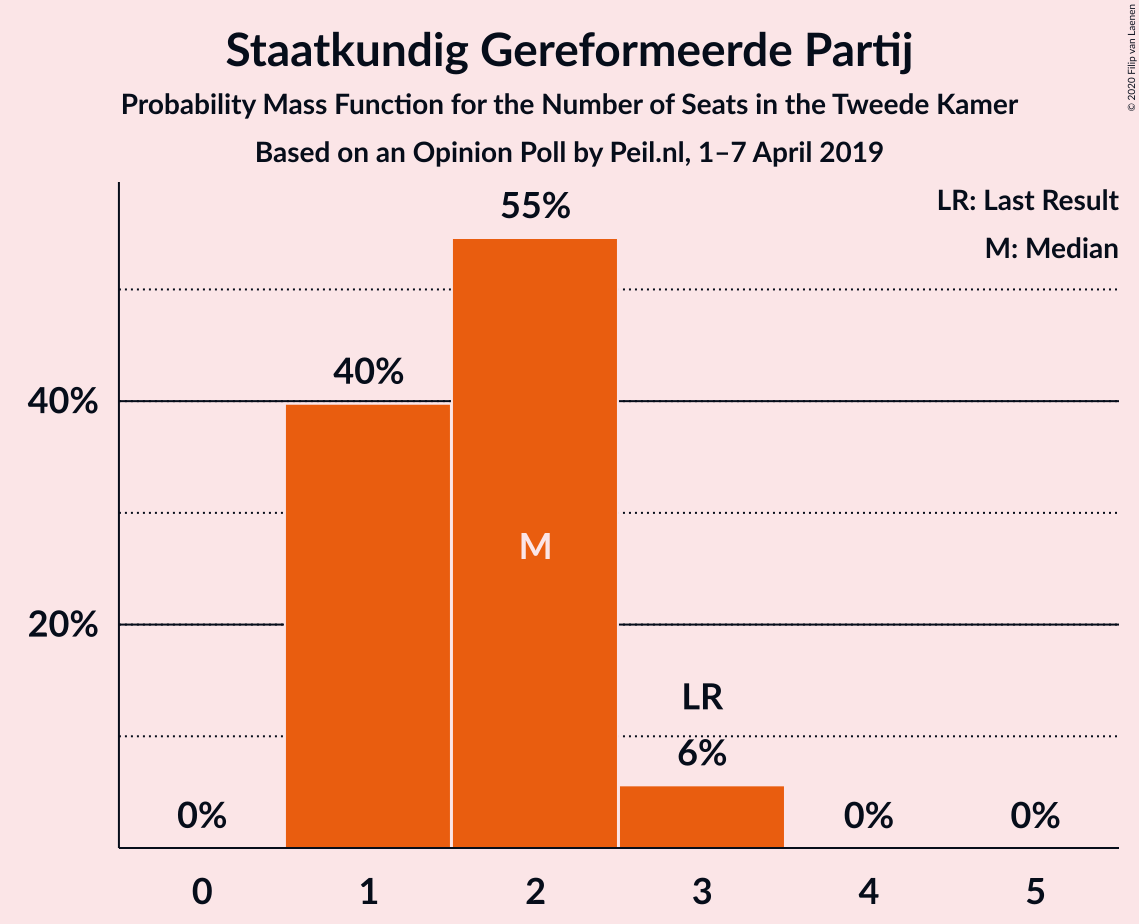 Staatkundig Gereformeerde Partij
Probability Mass Function for the Number of Seats in the Tweede Kamer
Based on an Opinion Poll by Peil.nl, 1–7 April 2019
© 2020 Filip van Laenen
LR: Last Result
M: Median
55%
40%
40%
M
20%
LR
6%
0%
0%
0%
0 1 2 3 4 5